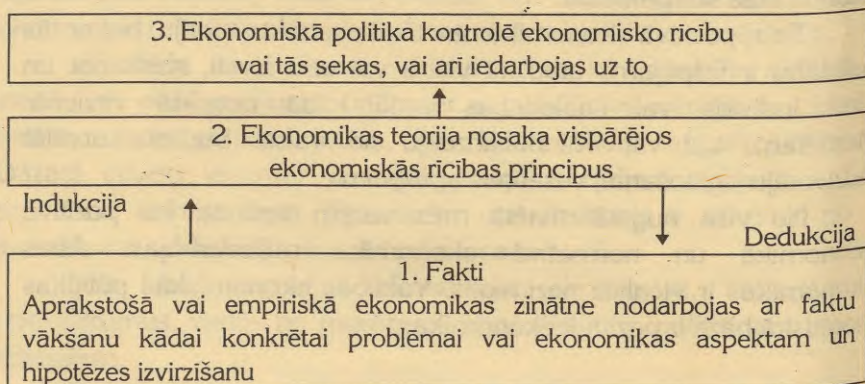 3. Ekonomiskā politika kontrolē ekonomisko rīcību
vai tās sekas, vai arī iedarbojas uz to
2. Ekonomikas teorija nosaka vispārējos
ekonomiskās rīcības principus
Indukcija
Dedukcija
1. Fakti
Aprakstošā vai empīriskā ekonomikas zinātne nodarbojas ar faktu
vākšanu kādai konkrētai problēmai vai ekonomikas aspektam un
hipotēzes izvirzīšanu